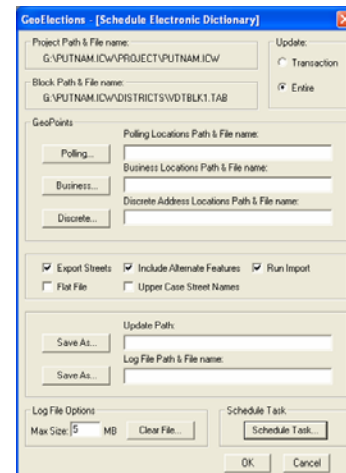 GeoElections - [Schedule Electronic Dictionary]
Project Path & File name:
G:\PUTNAM.ICW\PROJECT\PUTNAM.ICW
Block Path & File name:
G:\PUTNAM.ICW\DISTRICTS\VDTBLK1.TAB
Update:
Transaction
Entire
GeoPoints
Polling Locations Path & File name:
Polling...
Business Locations Path & File name:
Business...
Discrete Address Locations Path & File name:
Discrete...
Export Streets Include Alternate Features Run Import
Flat File Upper Case Street Names
Update Path:
Save As...
Log File Path & File name:
Save As...
Log File Options
Max Size: 5 MB Clear File...
Schedule Task
Schedule Task...
OK Cancel